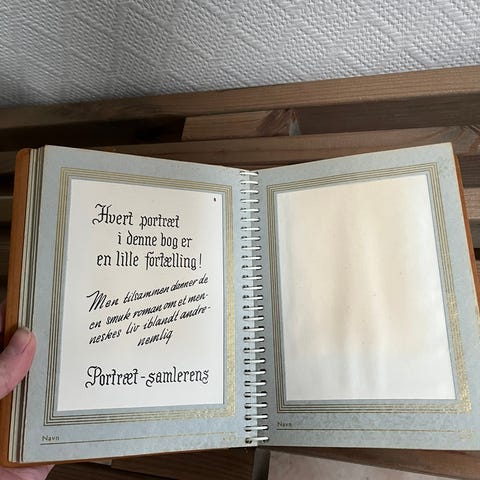 Hvert portræt
i denne bog er
en lille fortælling!
Men tilsammen danner de
en smuk roman om et men-
neskes liv iblandt andre-
nemlig
Portræt-samlerens
Navn
Navn